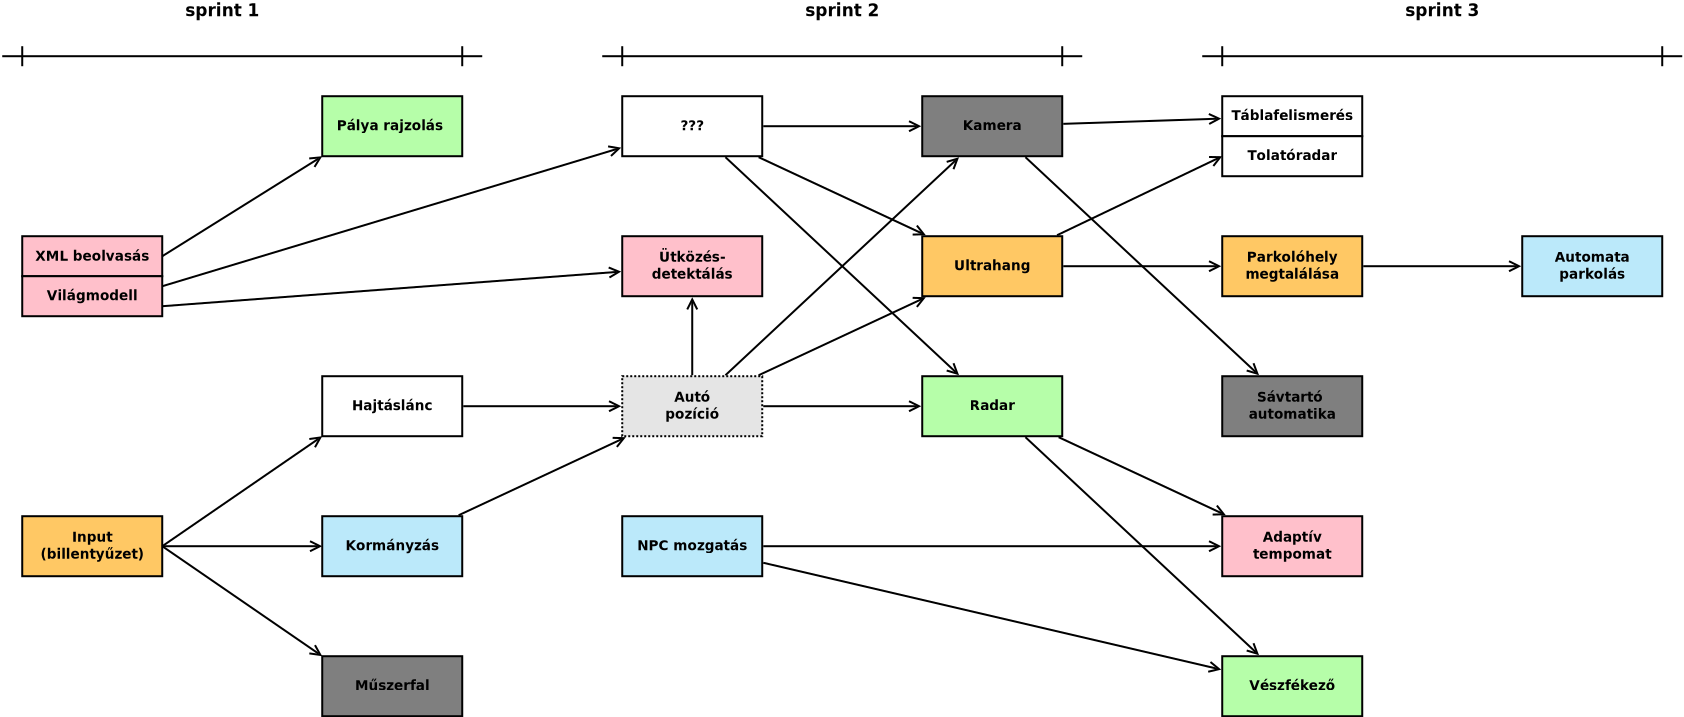 sprint 1
sprint 2
sprint 3
Pálya rajzolás
???
Kamera
Táblafelismerés
Tolatóradar
XML beolvasás
Világmodell
Ütközés-
detektálás
Ultrahang
Parkolóhely
megtalálása
Automata
parkolás
Hajtáslánc
Autó
pozíció
Radar
Sávtartó
automatika
Input
(billentyűzet)
Kormányzás
NPC mozgatás
Adaptív
tempomat
Műszerfal
Vészfékező